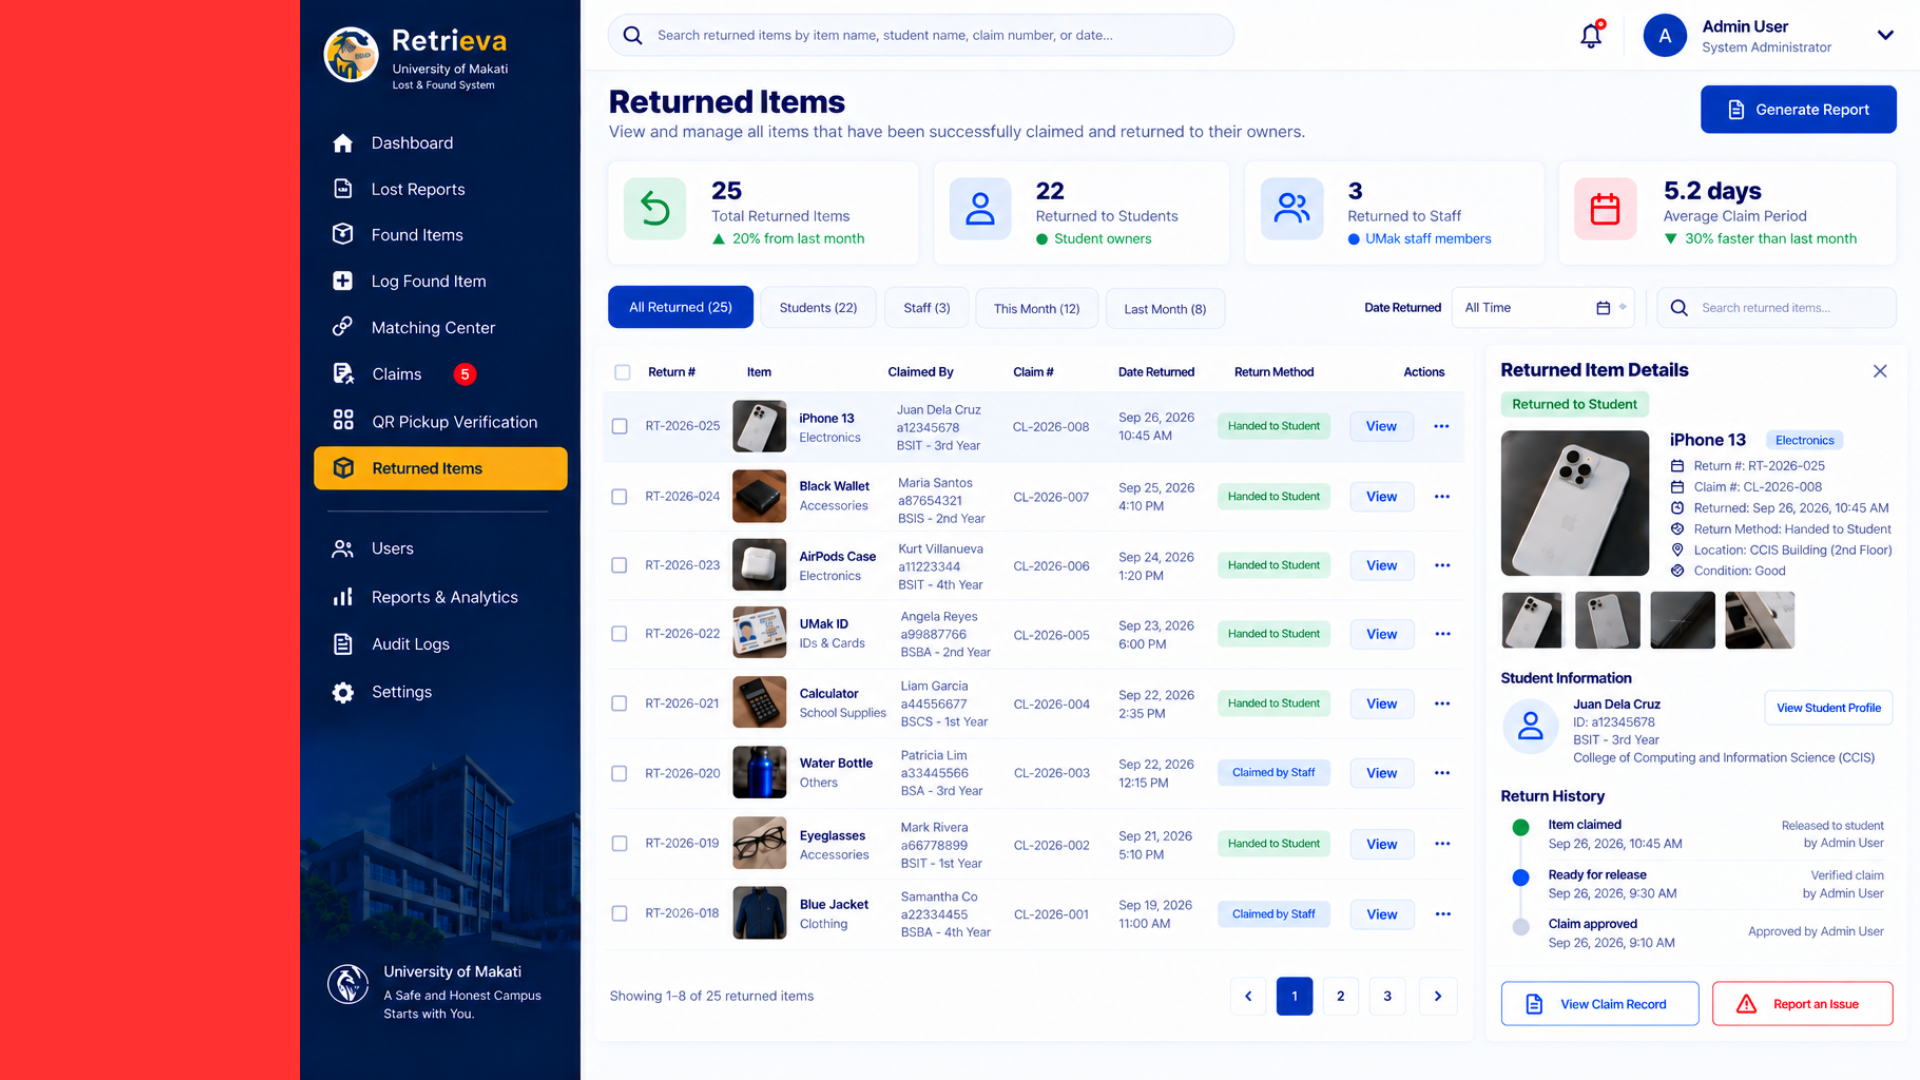 Retrieva
University of Makati
Lost & Found System
Dashboard
Lost Reports
Found Items
Log Found Item
Matching Center
Claims 5
QR Pickup Verification
Returned Items
Users
Reports & Analytics
Audit Logs
Settings
University of Makati
A Safe and Honest Campus
Starts with You.
Search returned items by item name, student name, claim number, or date...
A
Admin User
System Administrator
Returned Items
View and manage all items that have been successfully claimed and returned to their owners.
Generate Report
25
Total Returned Items
20% from last month
22
Returned to Students
Student owners
3
Returned to Staff
UMak staff members
5.2 days
Average Claim Period
30% faster than last month
All Returned (25) Students (22) Staff (3) This Month (12) Last Month (8)
Date Returned All Time Search returned items...
Return # Item Claimed By Claim # Date Returned Return Method Actions
RT-2026-025 iPhone 13 Electronics Juan Dela Cruz a12345678 BSIT - 3rd Year CL-2026-008 Sep 26, 2026 10:45 AM Handed to Student View
RT-2026-024 Black Wallet Accessories Maria Santos a87654321 BSIS - 2nd Year CL-2026-007 Sep 25, 2026 4:10 PM Handed to Student View
RT-2026-023 AirPods Case Electronics Kurt Villanueva a11223344 BSIT - 4th Year CL-2026-006 Sep 24, 2026 1:20 PM Handed to Student View
RT-2026-022 UMak ID IDs & Cards Angela Reyes a99887766 BSBA - 2nd Year CL-2026-005 Sep 23, 2026 6:00 PM Handed to Student View
RT-2026-021 Calculator School Supplies Liam Garcia a44556677 BSCS - 1st Year CL-2026-004 Sep 22, 2026 2:35 PM Handed to Student View
RT-2026-020 Water Bottle Others Patricia Lim a33445566 BSA - 3rd Year CL-2026-003 Sep 22, 2026 12:15 PM Claimed by Staff View
RT-2026-019 Eyeglasses Accessories Mark Rivera a66778899 BSIT - 1st Year CL-2026-002 Sep 21, 2026 5:10 PM Handed to Student View
RT-2026-018 Blue Jacket Clothing Samantha Co a22334455 BSBA - 4th Year CL-2026-001 Sep 19, 2026 11:00 AM Claimed by Staff View
Showing 1-8 of 25 returned items
1 2 3
Returned Item Details
Returned to Student
iPhone 13 Electronics
Return #: RT-2026-025
Claim #: CL-2026-008
Returned: Sep 26, 2026, 10:45 AM
Return Method: Handed to Student
Location: CCIS Building (2nd Floor)
Condition: Good
Student Information
Juan Dela Cruz
ID: a12345678
BSIT - 3rd Year
College of Computing and Information Science (CCIS)
View Student Profile
Return History
Item claimed
Sep 26, 2026, 10:45 AM
Released to student
by Admin User
Ready for release
Sep 26, 2026, 9:30 AM
Verified claim
by Admin User
Claim approved
Sep 26, 2026, 9:10 AM
Approved by Admin User
View Claim Record
Report an Issue